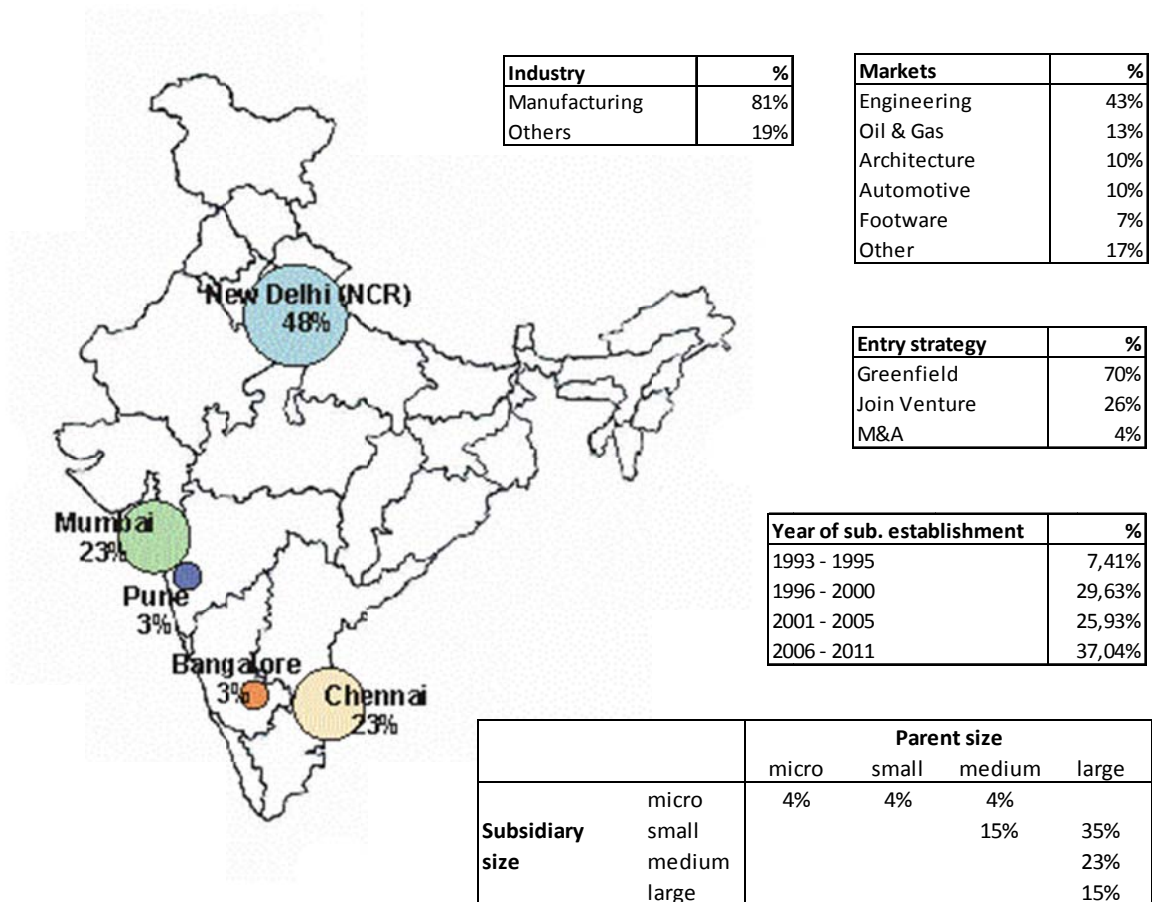 Industry %
Manufacturing 81%
Others 19%
Markets %
Engineering 43%
Oil & Gas 13%
Architecture 10%
Automotive 10%
Footware 7%
Other 17%
New Delhi (NCR)
48%
Entry strategy %
Greenfield 70%
Join Venture 26%
M&A 4%
Mumbai
23%
Pune
3%
Year of sub. establishment %
1993 - 1995 7,41%
1996 - 2000 29,63%
2001 - 2005 25,93%
2006 - 2011 37,04%
Bangalore
3%
Chennai
23%
Parent size
micro small medium large
micro 4% 4% 4%
Subsidiary small 15% 35%
size medium 23%
large 15%